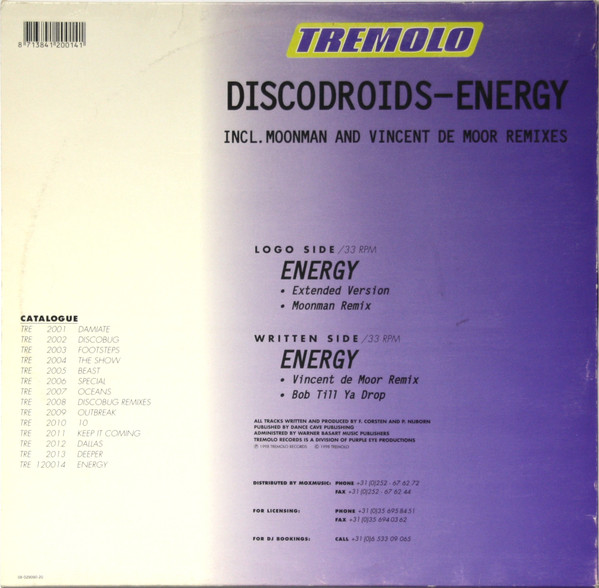 8 713841 200141
TREMOLO
DISCODROIDS-ENERGY
INCL. MOONMAN AND VINCENT DE MOOR REMIXES
LOGO SIDE /33 RPM
ENERGY
• Extended Version
• Moonman Remix
WRITTEN SIDE /33 RPM
ENERGY
• Vincent de Moor Remix
• Bob Till Ya Drop
ALL TRACKS WRITTEN AND PRODUCED BY F. CORSTEN AND P. NIJBORN
PUBLISHED BY DANCE CAVE PUBLISHING
ADMINISTRED BY WARNER BASART MUSIC PUBLISHERS
TREMOLO RECORDS IS A DIVISION OF PURPLE EYE PRODUCTIONS
℗ 1998 TREMOLO RECORDS © 1998 TREMOLO
DISTRIBUTED BY MOXMUSIC: PHONE +31 (0)252 - 67 62 72
FAX +31 (0)252 - 67 62 44
FOR LICENSING: PHONE +31 (0)35 695 84 51
FAX +31 (0)35 694 03 62
FOR DJ BOOKINGS: CALL +31 (0)6 533 09 065
CATALOGUE
TRE 2001 DAMIATE
TRE 2002 DISCOBUG
TRE 2003 FOOTSTEPS
TRE 2004 THE SHOW
TRE 2005 BEAST
TRE 2006 SPECIAL
TRE 2007 OCEANS
TRE 2008 DISCOBUG REMIXES
TRE 2009 OUTBREAK
TRE 2010 10
TRE 2011 KEEP IT COMING
TRE 2012 DALLAS
TRE 2013 DEEPER
TRE 120014 ENERGY